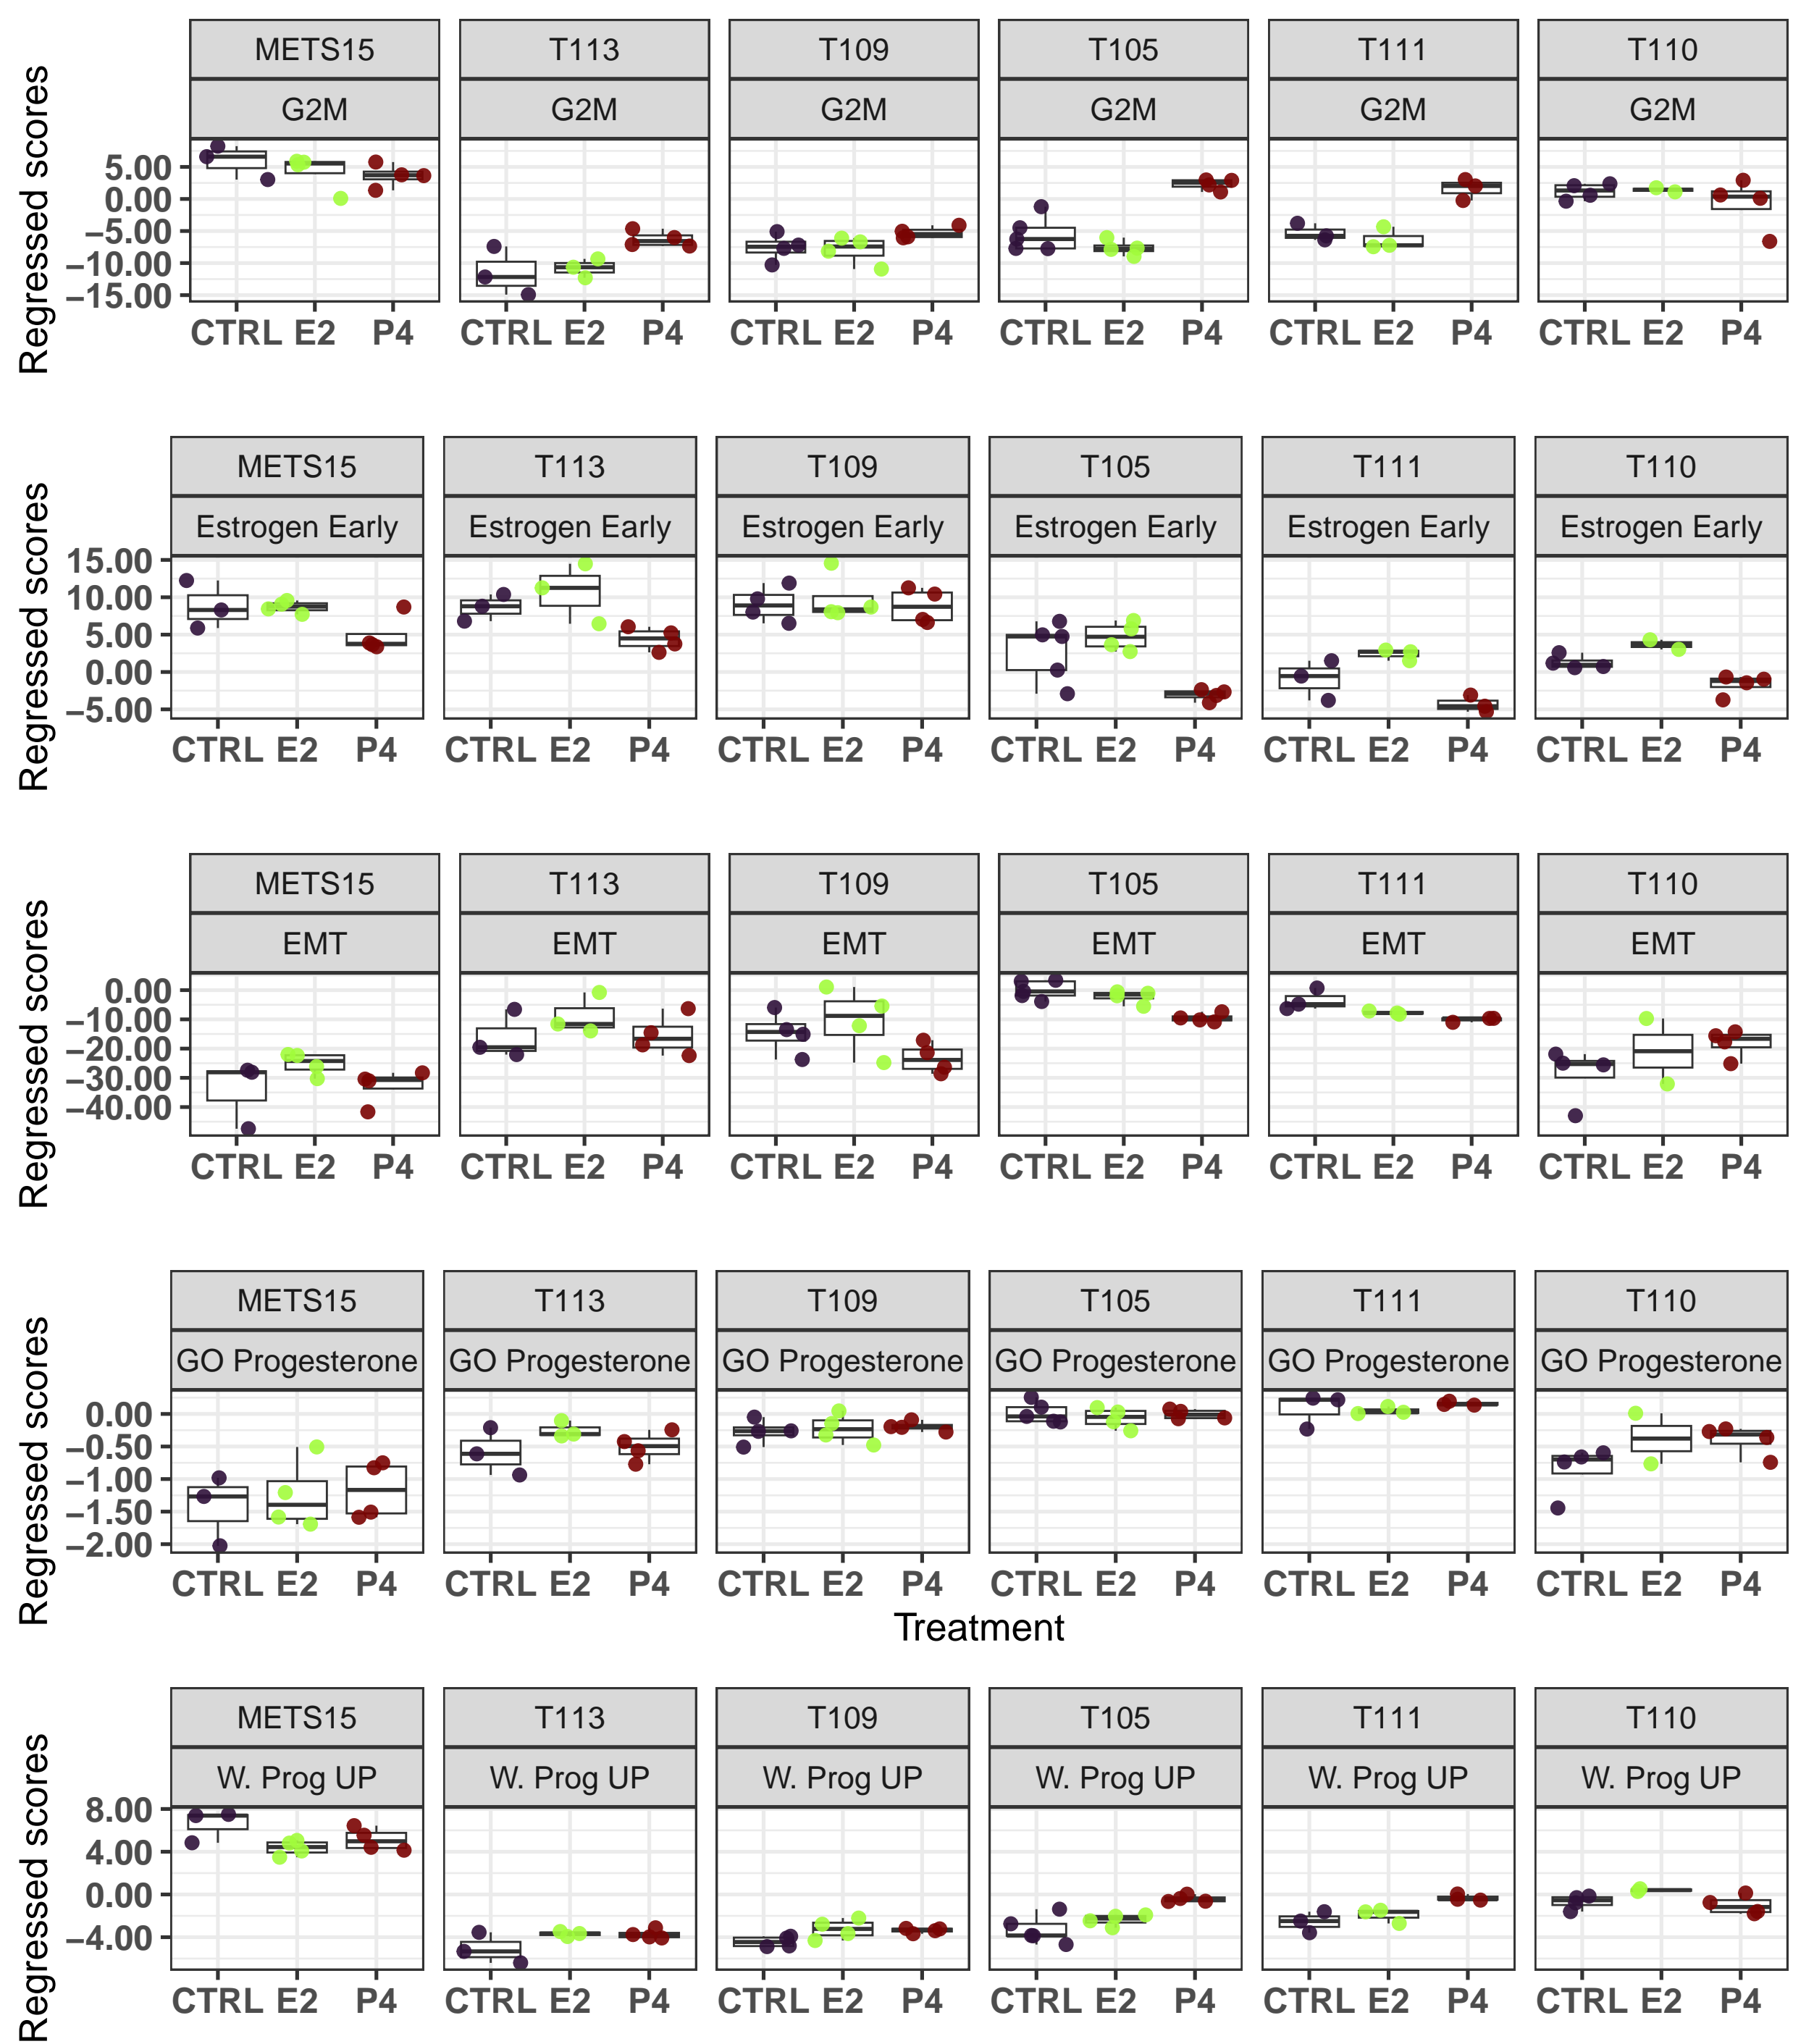 METS15 T113 T109 T105 T111 T110
G2M G2M G2M G2M G2M G2M
Regressed scores
5.00
0.00
−5.00
−10.00
−15.00
CTRL E2 P4 CTRL E2 P4 CTRL E2 P4 CTRL E2 P4 CTRL E2 P4 CTRL E2 P4
METS15 T113 T109 T105 T111 T110
Estrogen Early Estrogen Early Estrogen Early Estrogen Early Estrogen Early Estrogen Early
Regressed scores
15.00
10.00
5.00
0.00
−5.00
CTRL E2 P4 CTRL E2 P4 CTRL E2 P4 CTRL E2 P4 CTRL E2 P4 CTRL E2 P4
METS15 T113 T109 T105 T111 T110
EMT EMT EMT EMT EMT EMT
Regressed scores
0.00
−10.00
−20.00
−30.00
−40.00
CTRL E2 P4 CTRL E2 P4 CTRL E2 P4 CTRL E2 P4 CTRL E2 P4 CTRL E2 P4
METS15 T113 T109 T105 T111 T110
GO Progesterone GO Progesterone GO Progesterone GO Progesterone GO Progesterone GO Progesterone
Regressed scores
0.00
−0.50
−1.00
−1.50
−2.00
CTRL E2 P4 CTRL E2 P4 CTRL E2 P4 CTRL E2 P4 CTRL E2 P4 CTRL E2 P4
Treatment
METS15 T113 T109 T105 T111 T110
W. Prog UP W. Prog UP W. Prog UP W. Prog UP W. Prog UP W. Prog UP
Regressed scores
8.00
4.00
0.00
−4.00
CTRL E2 P4 CTRL E2 P4 CTRL E2 P4 CTRL E2 P4 CTRL E2 P4 CTRL E2 P4